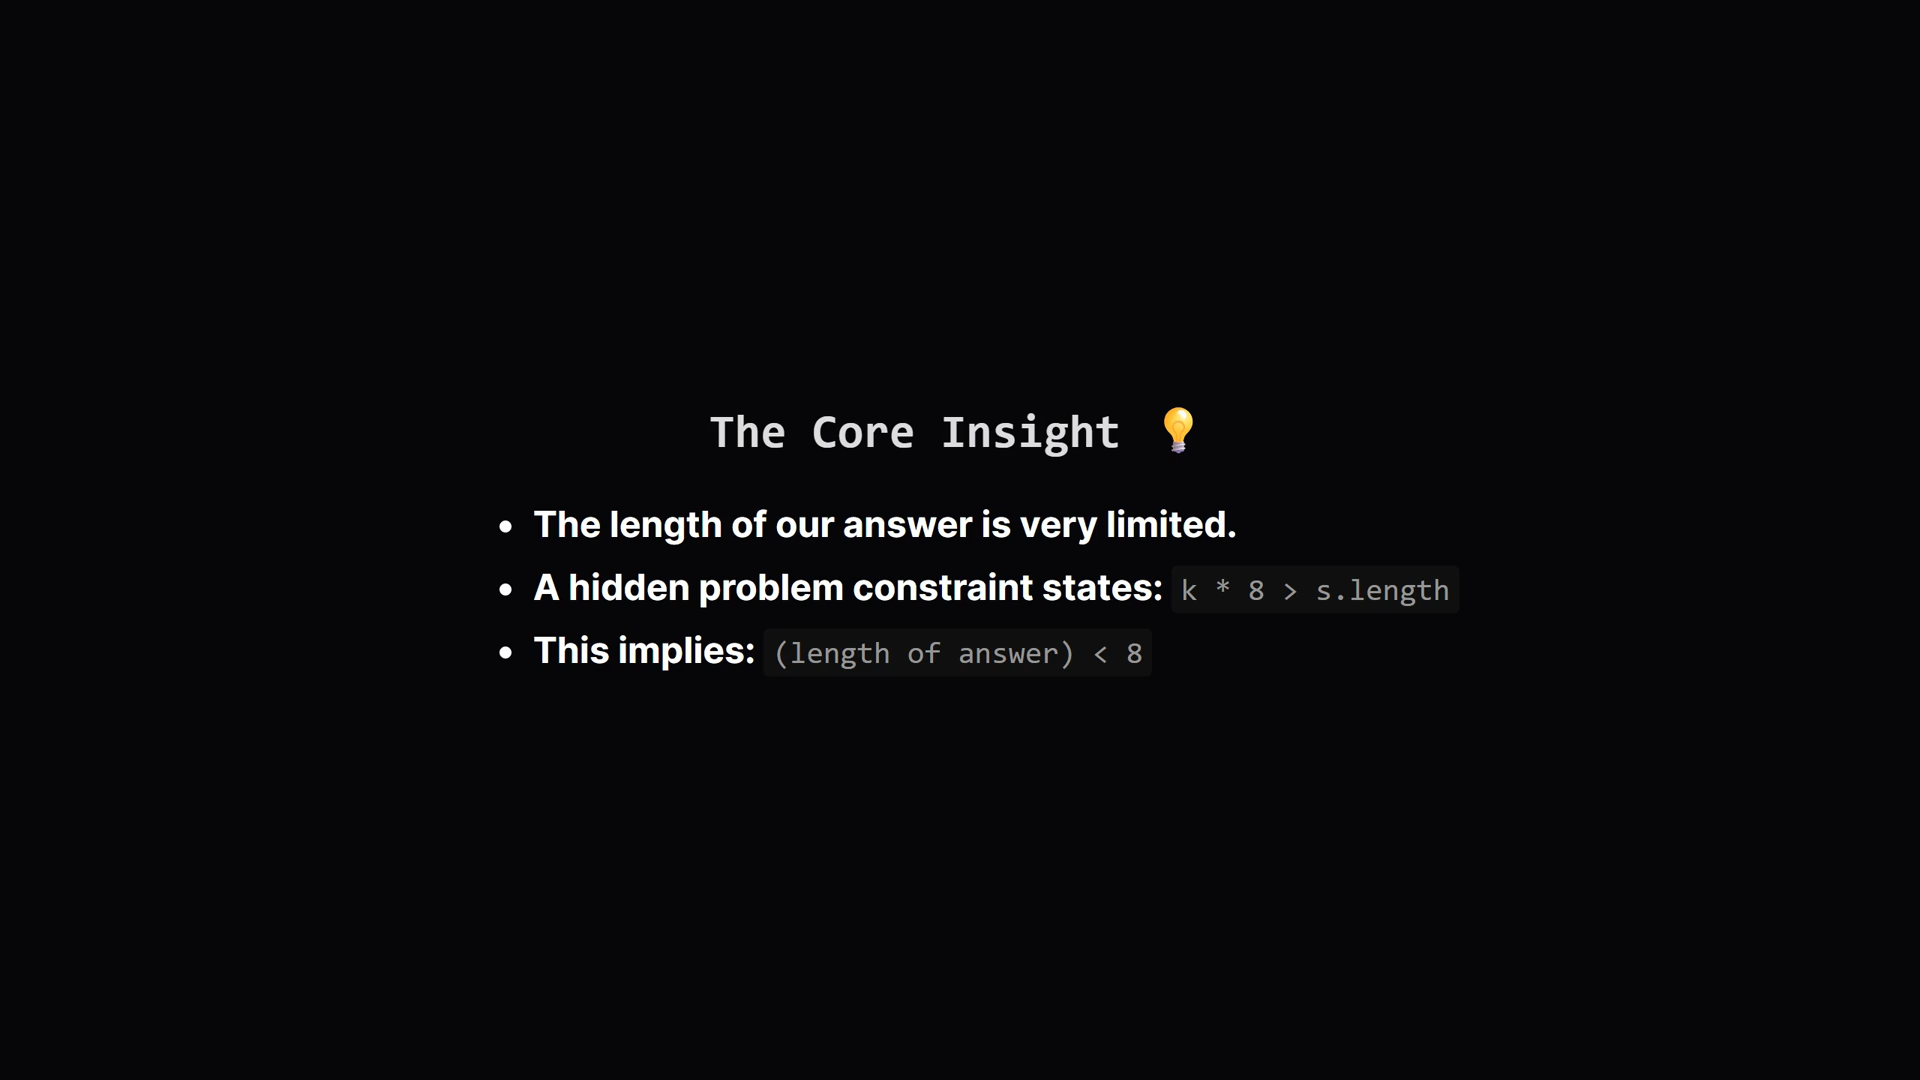 The Core Insight 💡
• The length of our answer is very limited.
• A hidden problem constraint states: k * 8 > s.length
• This implies: (length of answer) < 8